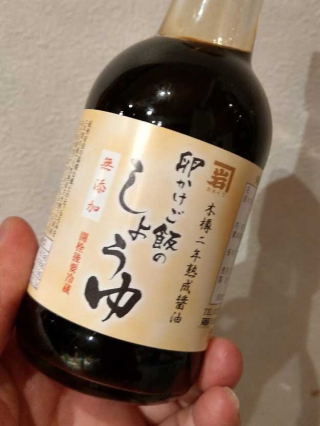 岩
木樽二年熟成醤油
卵かけご飯の
しょうゆ
無添加
開栓後要冷蔵